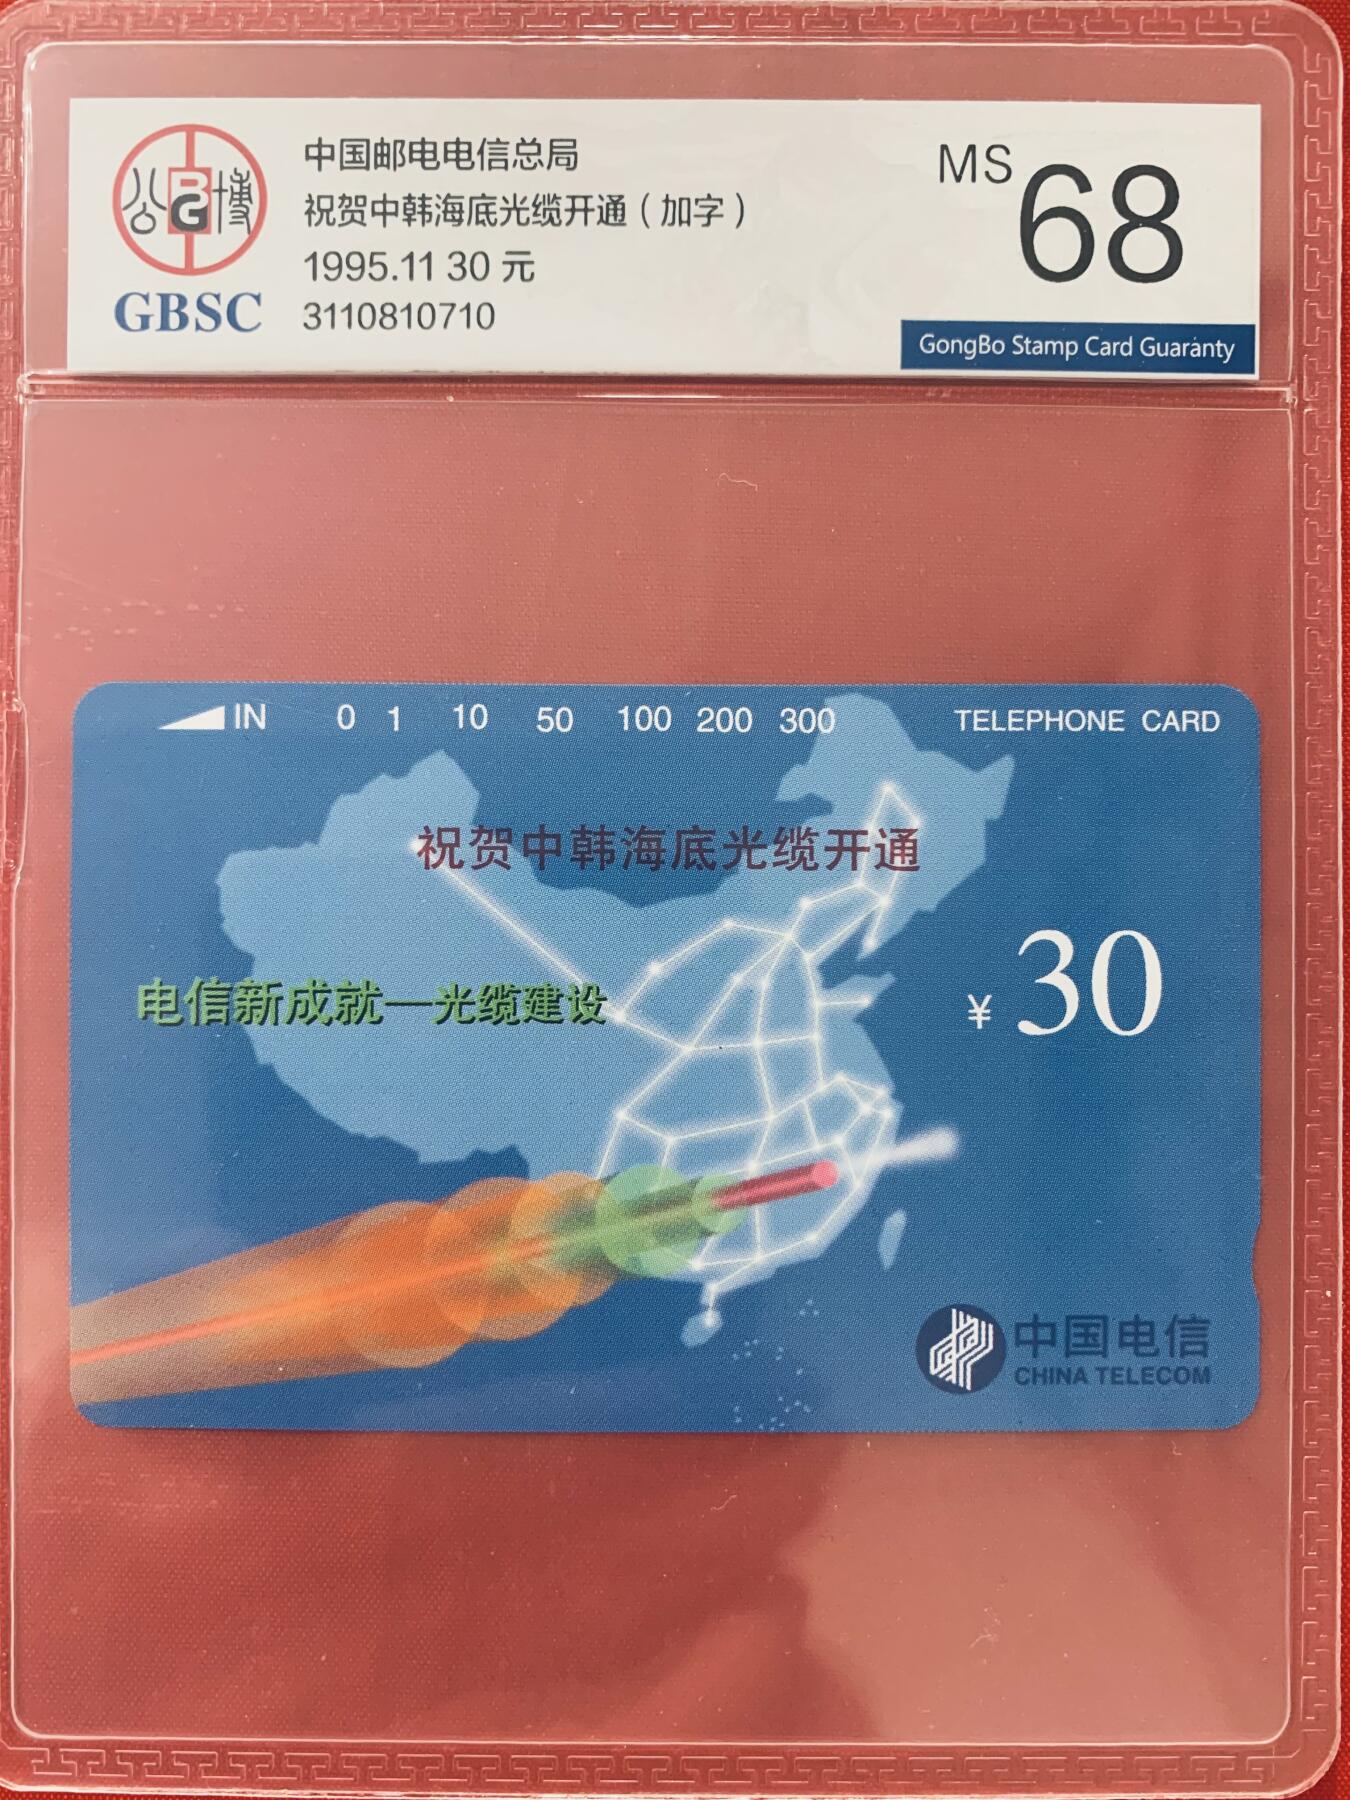 公 BG 博
GBSC
中国邮电电信总局
祝贺中韩海底光缆开通（加字）
1995.11 30 元
3110810710
MS 68
GongBo Stamp Card Guaranty
IN 0 1 10 50 100 200 300 TELEPHONE CARD
祝贺中韩海底光缆开通
电信新成就—光缆建设
¥ 30
中国电信
CHINA TELECOM